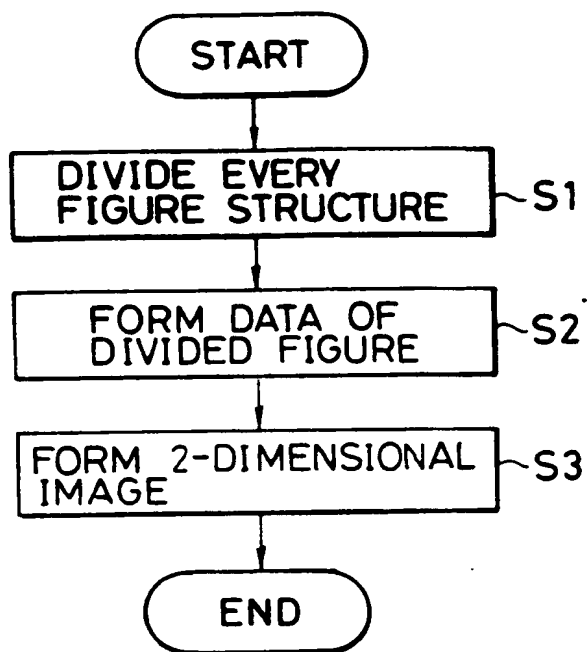 START
DIVIDE EVERY
FIGURE STRUCTURE
S1
FORM DATA OF
DIVIDED FIGURE
S2
FORM 2-DIMENSIONAL
IMAGE
S3
END